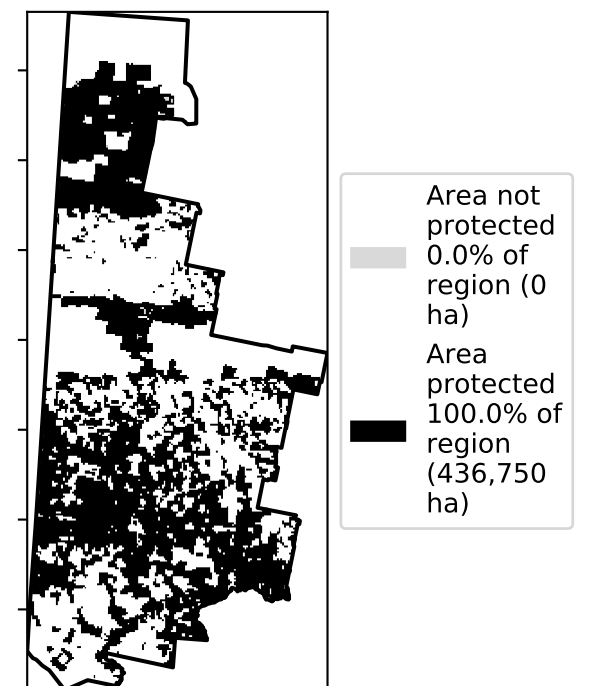 Area not
protected
0.0% of
region (0
ha)
Area
protected
100.0% of
region
(436,750
ha)